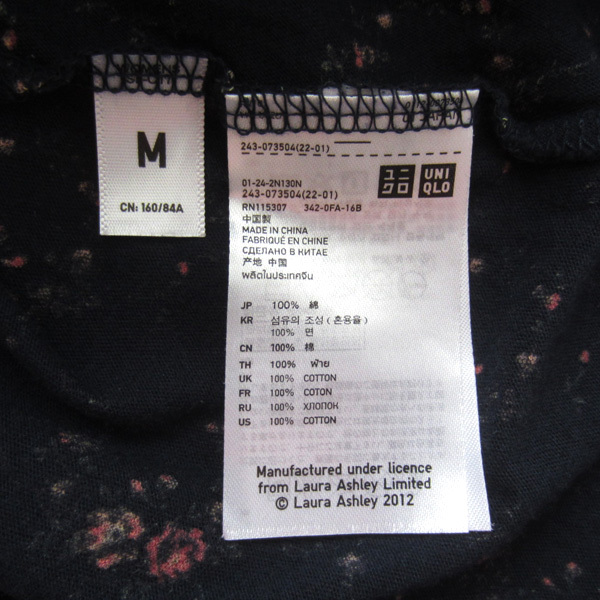 M
CN: 160/84A
243-073504(22-01)
ユニ
クロ
UNI
QLO
01-24-2N130N
243-073504(22-01)
RN115307 342-0FA-16B
中国製
MADE IN CHINA
FABRIQUÉ EN CHINE
СДЕЛАНО В КИТАЕ
产地 中国
ผลิตในประเทศจีน
JP 100% 綿
KR 섬유의 조성 (혼용율)
100% 면
CN 100% 棉
TH 100% ฝ้าย
UK 100% COTTON
FR 100% COTON
RU 100% ХЛОПОК
US 100% COTTON
Manufactured under licence
from Laura Ashley Limited
© Laura Ashley 2012